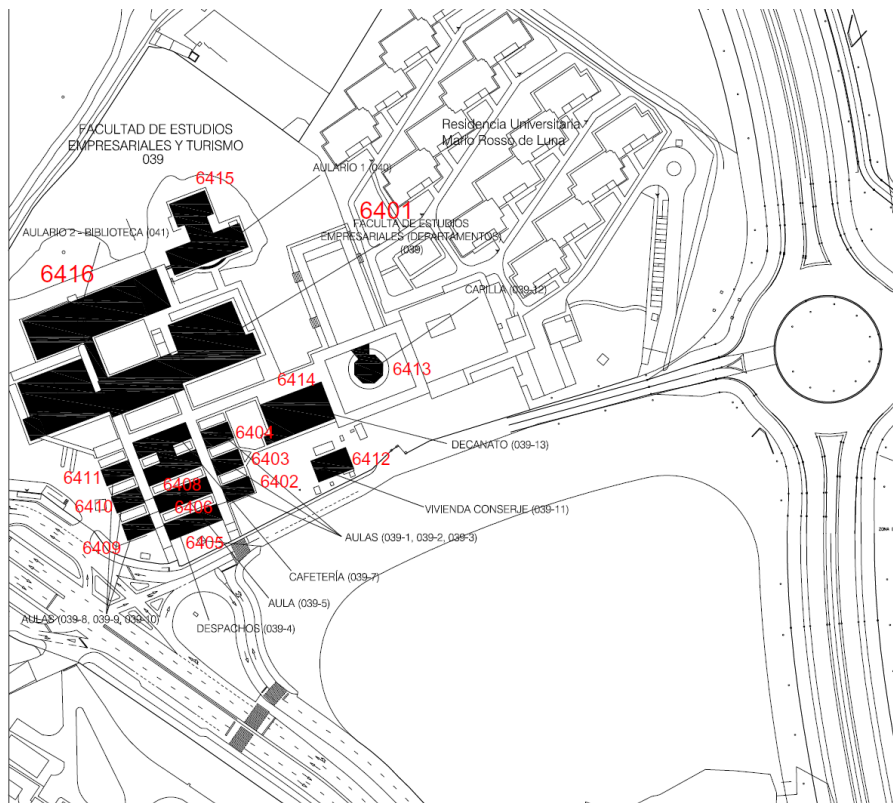 FACULTAD DE ESTUDIOS
EMPRESARIALES Y TURISMO
039
Residencia Universitaria
Mario Rosso de Luna
AULARIO 1 (040)
6415
6401
FACULTA DE ESTUDIOS
EMPRESARIALES (DEPARTAMENTOS)
(039)
AULARIO 2 - BIBLIOTECA (041)
6416
CAPILLA (039-12)
6413
6414
6404
DECANATO (039-13)
6403
6412
6411
6402
6408
6410
6406
VIVIENDA CONSERJE (039-11)
6405
6409
AULAS (039-1, 039-2, 039-3)
CAFETERÍA (039-7)
AULA (039-5)
AULAS (039-8, 039-9, 039-10)
DESPACHOS (039-4)